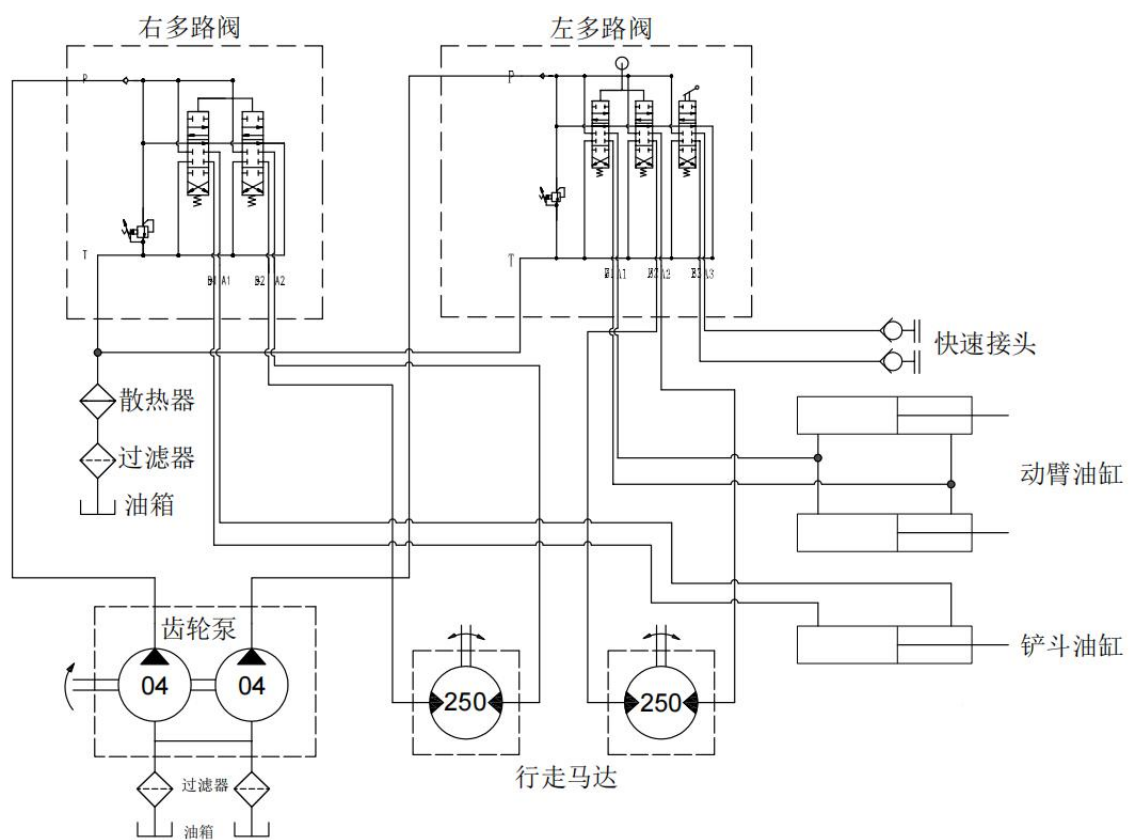 右多路阀
左多路阀
P
P
T
T
A1
B2 A2
A1
A2
A3
快速接头
散热器
过滤器
油箱
动臂油缸
齿轮泵
铲斗油缸
04
04
250
250
行走马达
过滤器
油箱